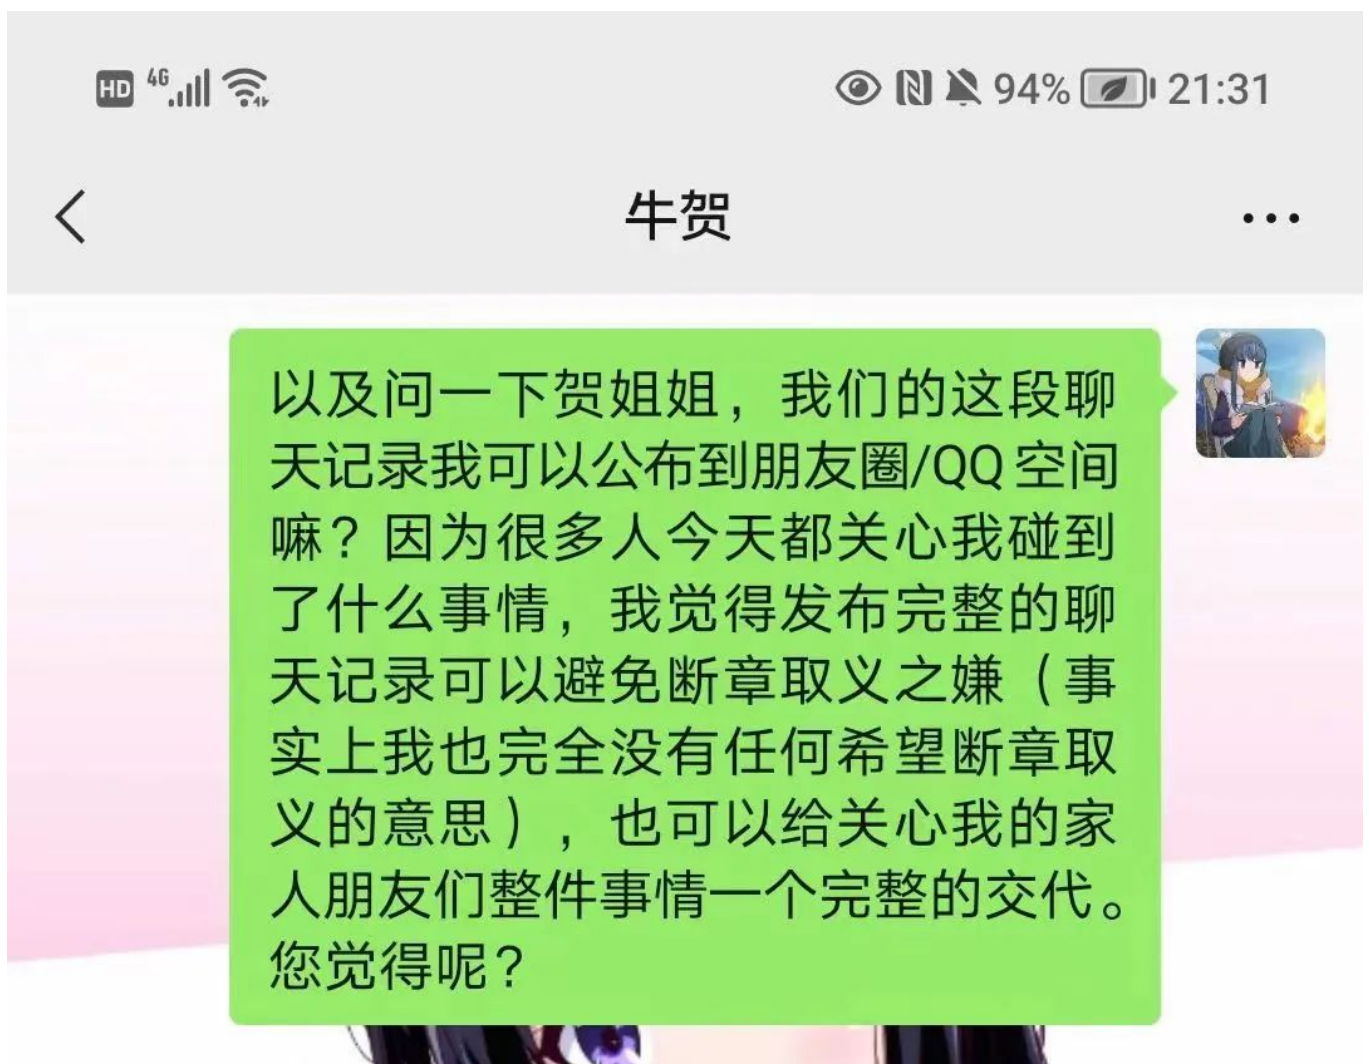 HD 4G 94% 21:31
牛贺
以及问一下贺姐姐，我们的这段聊
天记录我可以公布到朋友圈/QQ空间
嘛？因为很多人今天都关心我碰到
了什么事情，我觉得发布完整的聊
天记录可以避免断章取义之嫌（事
实上我也完全没有任何希望断章取
义的意思），也可以给关心我的家
人朋友们整件事情一个完整的交代。
您觉得呢？